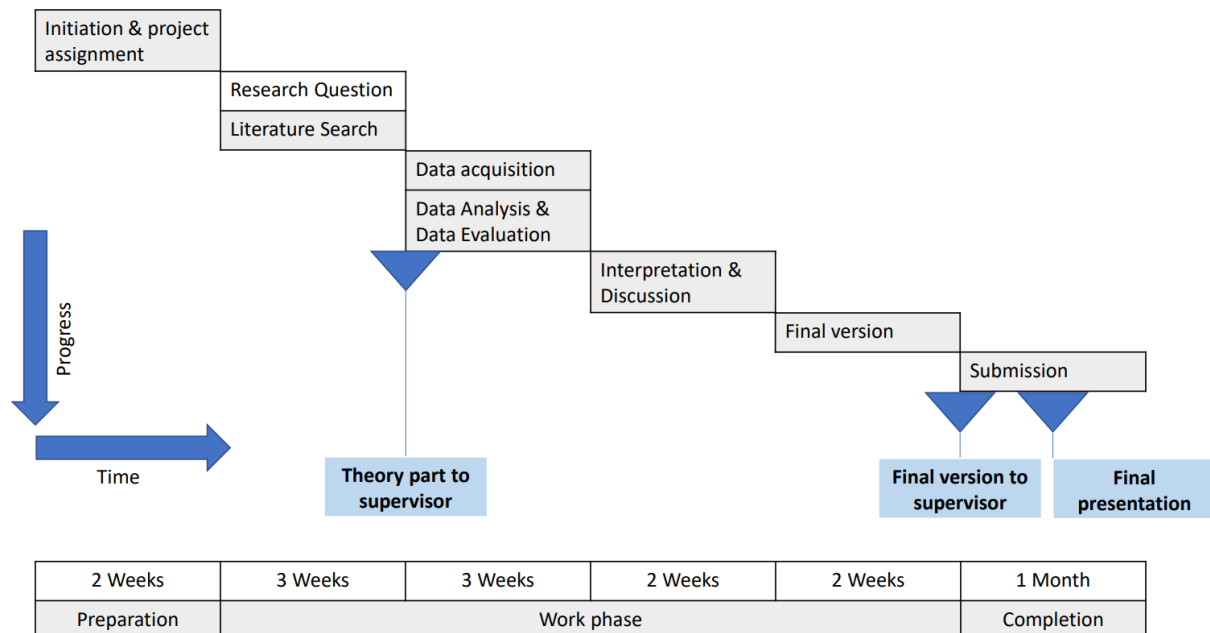 Initiation & project
assignment
Research Question
Literature Search
Data acquisition
Data Analysis &
Data Evaluation
Interpretation &
Discussion
Final version
Submission
Progress
Time
Theory part to
supervisor
Final version to
supervisor
Final
presentation
2 Weeks
3 Weeks
3 Weeks
2 Weeks
2 Weeks
1 Month
Preparation
Work phase
Completion